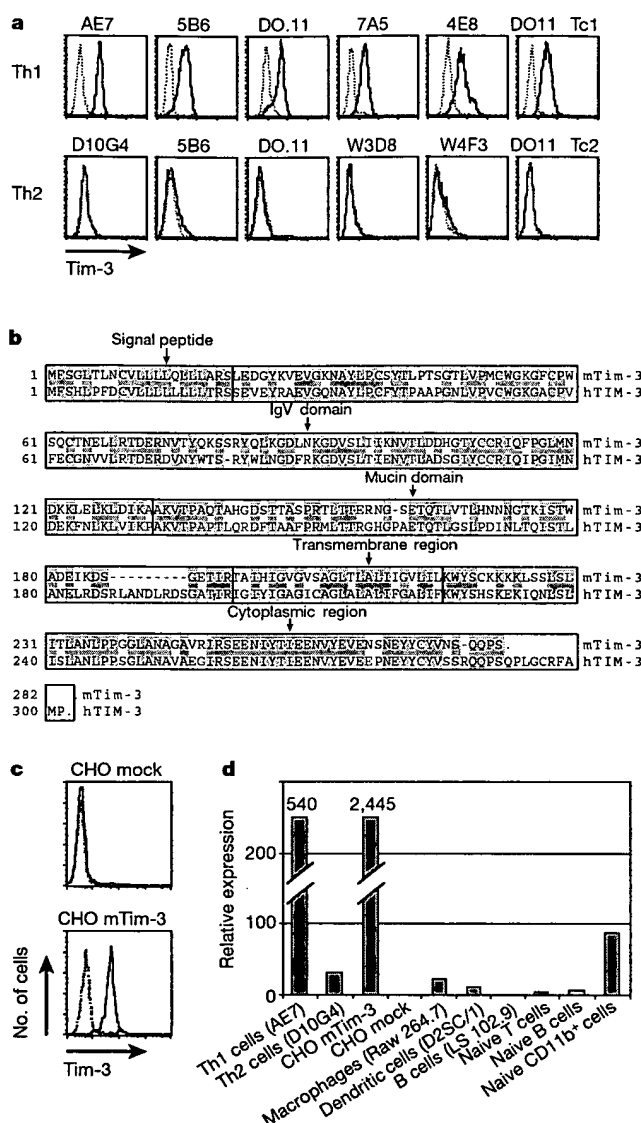 a
AE7 5B6 DO.11 7A5 4E8 DO11 Tc1
Th1
D10G4 5B6 DO.11 W3D8 W4F3 DO11 Tc2
Th2
Tim-3
b
Signal peptide
1 MFSGLTLNCVLLLLQLLLARSLEDGYKVEVGKNAYLPCSYTLPTSGTLVPMCWGKGFCPW mTim-3
1 MFSHLPFDCVLLLLLLLLTRSSEVEYRAEVGQNAYLPCFYTPAAPGNLVPVCWGKGACPV hTIM-3
IgV domain
61 SQCTNELLRTDERNVTYQKSSRYQLKGDLNKGDVSLTIKNVTLDDHGTYCCRIQFPGLMN mTim-3
61 FECGNVVLRTDERDVNYWTS-RYWLNGDFRKGDVSLTIENVTLADSGIYCCRIQIPGIMN hTIM-3
Mucin domain
121 DKKLELKLDIKAAKVTPAQTAHGDSTTASPRTLTTERNG-SETQTLVTLHNNNGTKISTW mTim-3
120 DEKFNLKLVIKPAKVTPAPTLQRDFTAAFPRMLTTRGHGPAETQTLGSLPDINLTQISTL hTIM-3
Transmembrane region
180 ADEIKDS---------GETIRTAIHIGVGVSAGLTLALIIGVLILKWYSCKKKKLSSLSL mTim-3
180 ANELRDSRLANDLRDSGATIRIGIYIGAGICAGLALALIFGALIFKWYSHSKEKIQNLSL hTIM-3
Cytoplasmic region
231 ITLANLPPGGLANAGAVRIRSEENIYTIEENVYEVENSNEYYCYVNS-QQPS. mTim-3
240 ISLANLPPSGLANAVAEGIRSEENIYTIEENVYEVEEPNEYYCYVSSRQQPSQPLGCRFA hTIM-3
282 . mTim-3
300 MP. hTIM-3
c
CHO mock
CHO mTim-3
No. of cells
Tim-3
d
540 2,445
200
100
0
Relative expression
Th1 cells (AE7)
Th2 cells (D10G4)
CHO mTim-3
CHO mock
Macrophages (Raw 264.7)
Dendritic cells (D2SC/1)
B cells (LS 102.9)
Naive T cells
Naive B cells
Naive CD11b+ cells